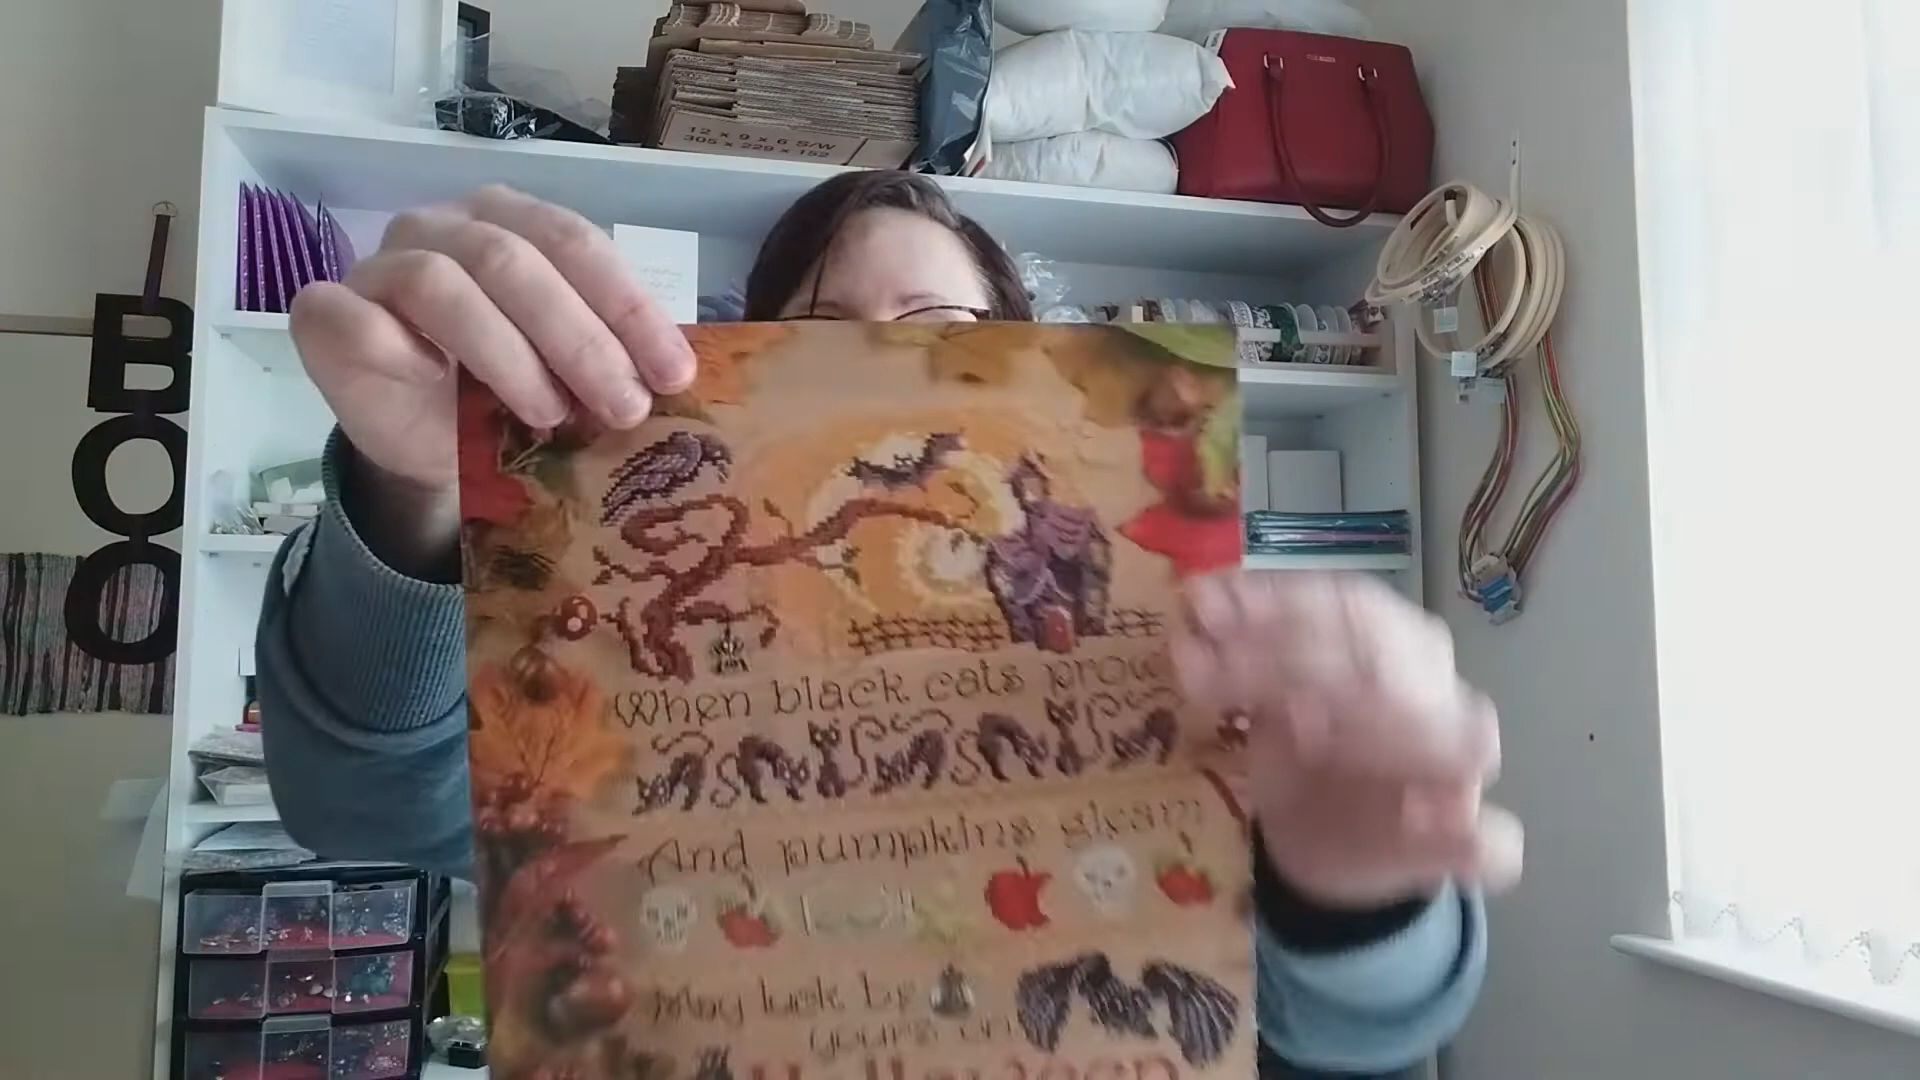 12 x 9 x 6 S/W
305 x 229 x 152
BOO
When black cats prowl
And pumpkins gleam
May luck be
yours on
Halloween